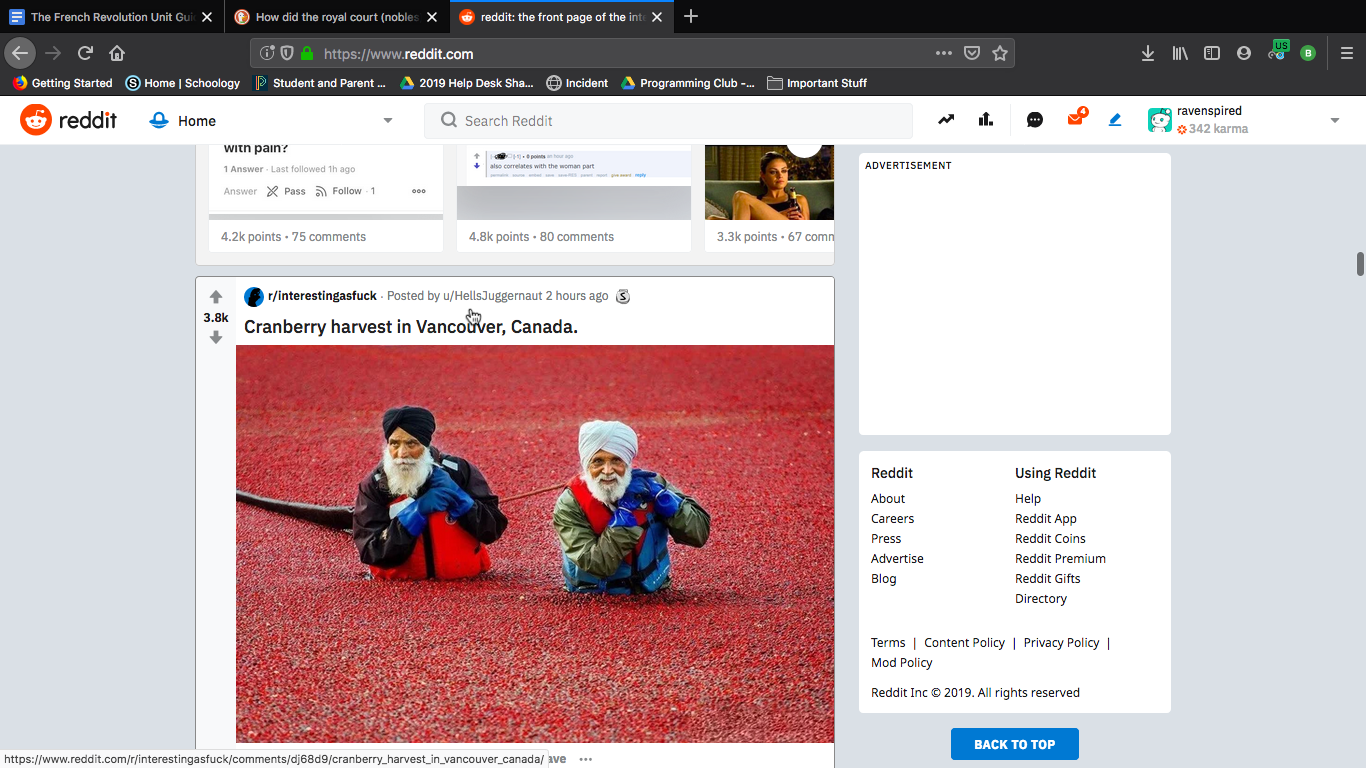 The French Revolution Unit Gui
How did the royal court (nobles
reddit: the front page of the inte
https://www.reddit.com
US
B
Getting Started
Home | Schoology
Student and Parent ...
2019 Help Desk Sha...
Incident
Programming Club -...
Important Stuff
reddit
Home
Search Reddit
4
ravenspired
342 karma
with pain?
1 Answer · Last followed 1h ago
Answer Pass Follow · 1
4.2k points • 75 comments
also correlates with the woman part
4.8k points • 80 comments
3.3k points • 67 comm
r/interestingasfuck · Posted by u/HellsJuggernaut 2 hours ago S
3.8k
Cranberry harvest in Vancouver, Canada.
ave
https://www.reddit.com/r/interestingasfuck/comments/dj68d9/cranberry_harvest_in_vancouver_canada/
ADVERTISEMENT
Reddit
About
Careers
Press
Advertise
Blog
Using Reddit
Help
Reddit App
Reddit Coins
Reddit Premium
Reddit Gifts
Directory
Terms | Content Policy | Privacy Policy |
Mod Policy
Reddit Inc © 2019. All rights reserved
BACK TO TOP